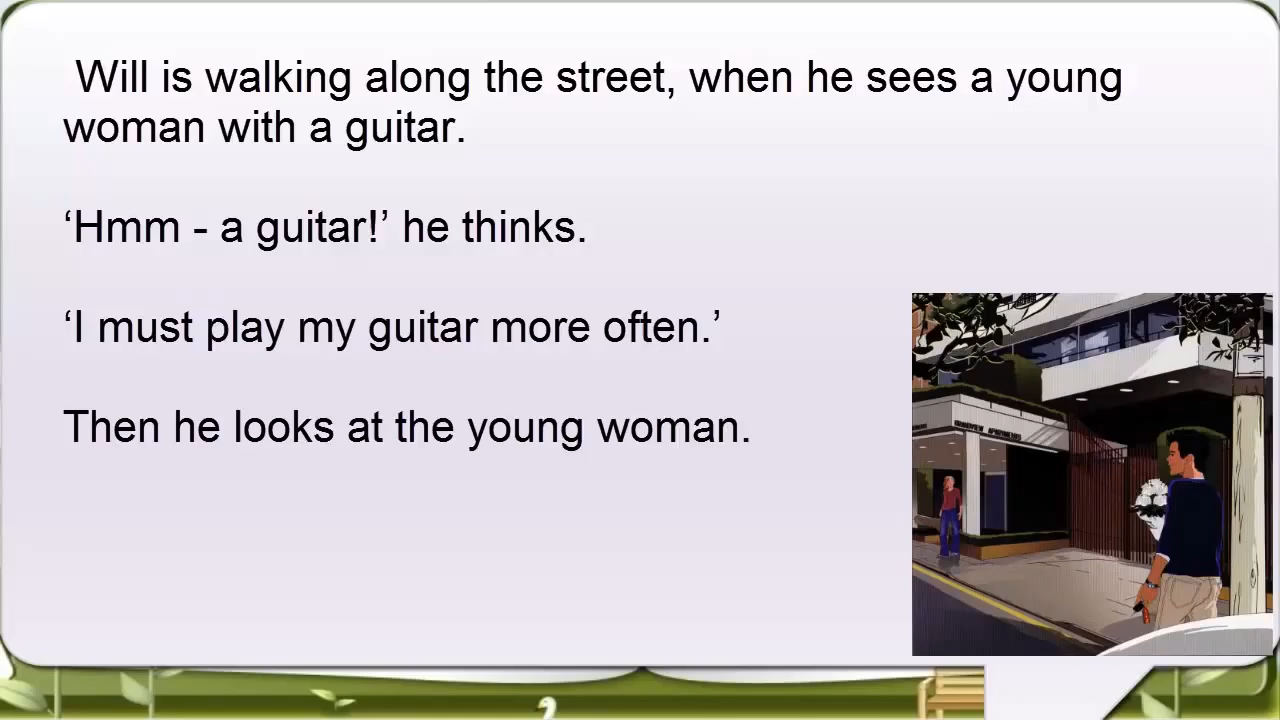 Will is walking along the street, when he sees a young
woman with a guitar.
‘Hmm - a guitar!’ he thinks.
‘I must play my guitar more often.’
Then he looks at the young woman.